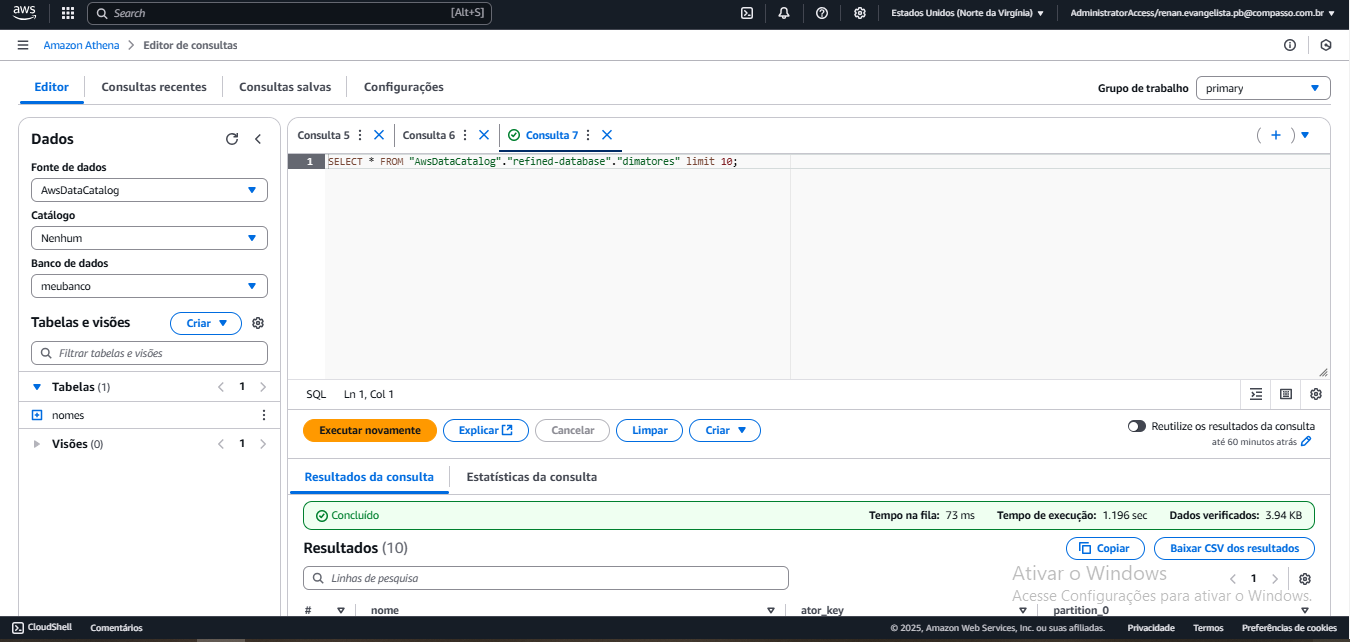 aws Search [Alt+S] Estados Unidos (Norte da Virgínia) AdministratorAccess/renan.evangelista.pb@compasso.com.br
Amazon Athena > Editor de consultas
Editor Consultas recentes Consultas salvas Configurações Grupo de trabalho primary
Dados
Fonte de dados
AwsDataCatalog
Catálogo
Nenhum
Banco de dados
meubanco
Tabelas e visões Criar
Filtrar tabelas e visões
Tabelas (1) 1
nomes
Visões (0) 1
Consulta 5 Consulta 6 Consulta 7
1 SELECT * FROM "AwsDataCatalog"."refined-database"."dimatores" limit 10;
SQL Ln 1, Col 1
Executar novamente Explicar Cancelar Limpar Criar Reutilize os resultados da consulta
até 60 minutos atrás
Resultados da consulta Estatísticas da consulta
Concluído Tempo na fila: 73 ms Tempo de execução: 1.196 sec Dados verificados: 3.94 KB
Resultados (10) Copiar Baixar CSV dos resultados
Linhas de pesquisa 1
Ativar o Windows
Acesse Configurações para ativar o Windows.
# nome ator_key partition_0
CloudShell Comentários © 2025, Amazon Web Services, Inc. ou suas afiliadas. Privacidade Termos Preferências de cookies